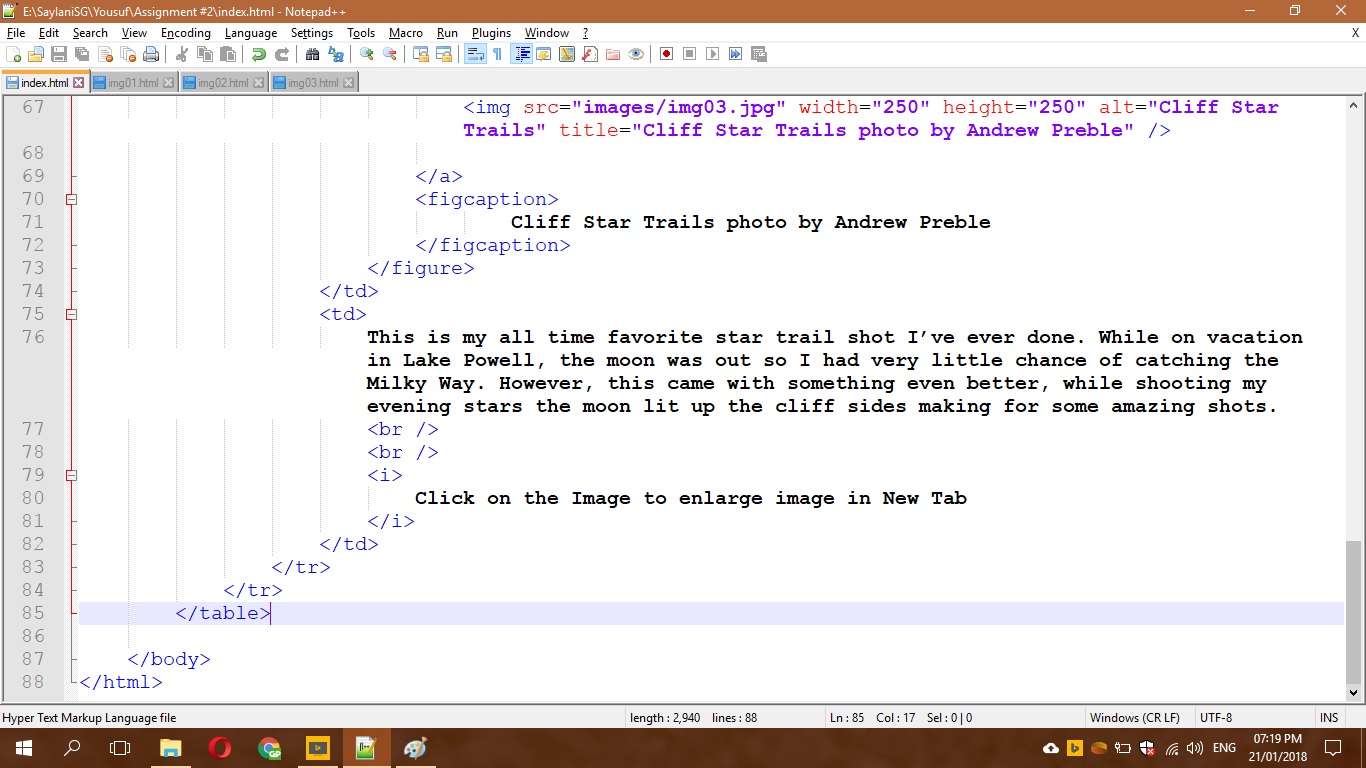 E:\SaylaniSG\Yousuf\Assignment #2\index.html - Notepad++
File Edit Search View Encoding Language Settings Tools Macro Run Plugins Window ? X
index.html img01.html img02.html img03.html
67 <img src="images/img03.jpg" width="250" height="250" alt="Cliff Star
Trails" title="Cliff Star Trails photo by Andrew Preble" />
68
69 </a>
70 <figcaption>
71 Cliff Star Trails photo by Andrew Preble
72 </figcaption>
73 </figure>
74 </td>
75 <td>
76 This is my all time favorite star trail shot I’ve ever done. While on vacation
in Lake Powell, the moon was out so I had very little chance of catching the
Milky Way. However, this came with something even better, while shooting my
evening stars the moon lit up the cliff sides making for some amazing shots.
77 <br />
78 <br />
79 <i>
80 Click on the Image to enlarge image in New Tab
81 </i>
82 </td>
83 </tr>
84 </tr>
85 </table>
86
87 </body>
88 </html>
Hyper Text Markup Language file length : 2,940 lines : 88 Ln : 85 Col : 17 Sel : 0 | 0 Windows (CR LF) UTF-8 INS
ENG 07:19 PM
21/01/2018